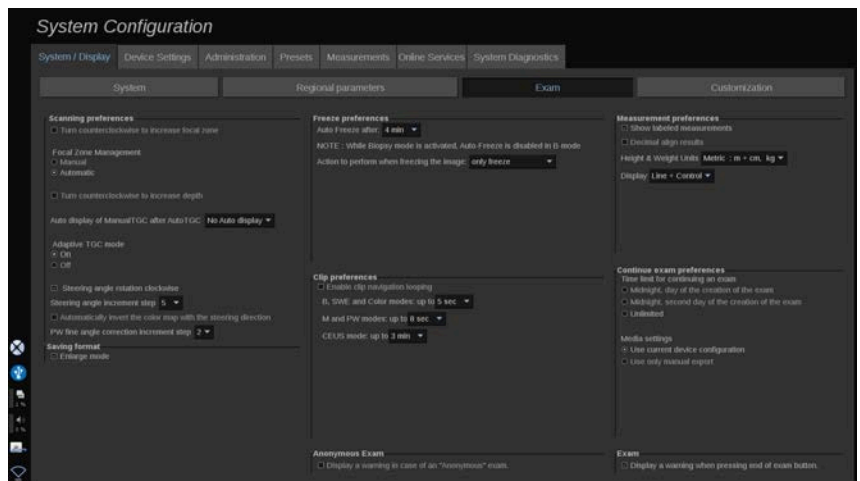 System Configuration
System / Display
Device Settings
Administration
Presets
Measurements
Online Services
System Diagnostics
System
Regional parameters
Exam
Customization
Scanning preferences
Turn counterclockwise to increase focal zone
Focal Zone Management
Manual
Automatic
Turn counterclockwise to increase depth
Auto display of ManualTGC after AutoTGC No Auto display
Adaptive TGC mode
On
Off
Steering angle rotation clockwise
Steering angle increment step 5
Automatically invert the color map with the steering direction
PW fine angle correction increment step 2
Saving format
Enlarge mode
Freeze preferences
Auto Freeze after: 4 min
NOTE : While Biopsy mode is activated, Auto-Freeze is disabled in B mode
Action to perform when freezing the image: only freeze
Clip preferences
Enable clip navigation looping
B, SWE and Color modes: up to 5 sec
M and PW modes: up to 8 sec
CEUS mode: up to 3 min
Anonymous Exam
Display a warning in case of an "Anonymous" exam.
Measurement preferences
Show labeled measurements
Decimal align results
Height & Weight Units Metric : m + cm, kg
Display Line + Control
Continue exam preferences
Time limit for continuing an exam
Midnight, day of the creation of the exam
Midnight, second day of the creation of the exam
Unlimited
Media settings
Use current device configuration
Use only manual export
Exam
Display a warning when pressing end of exam button.